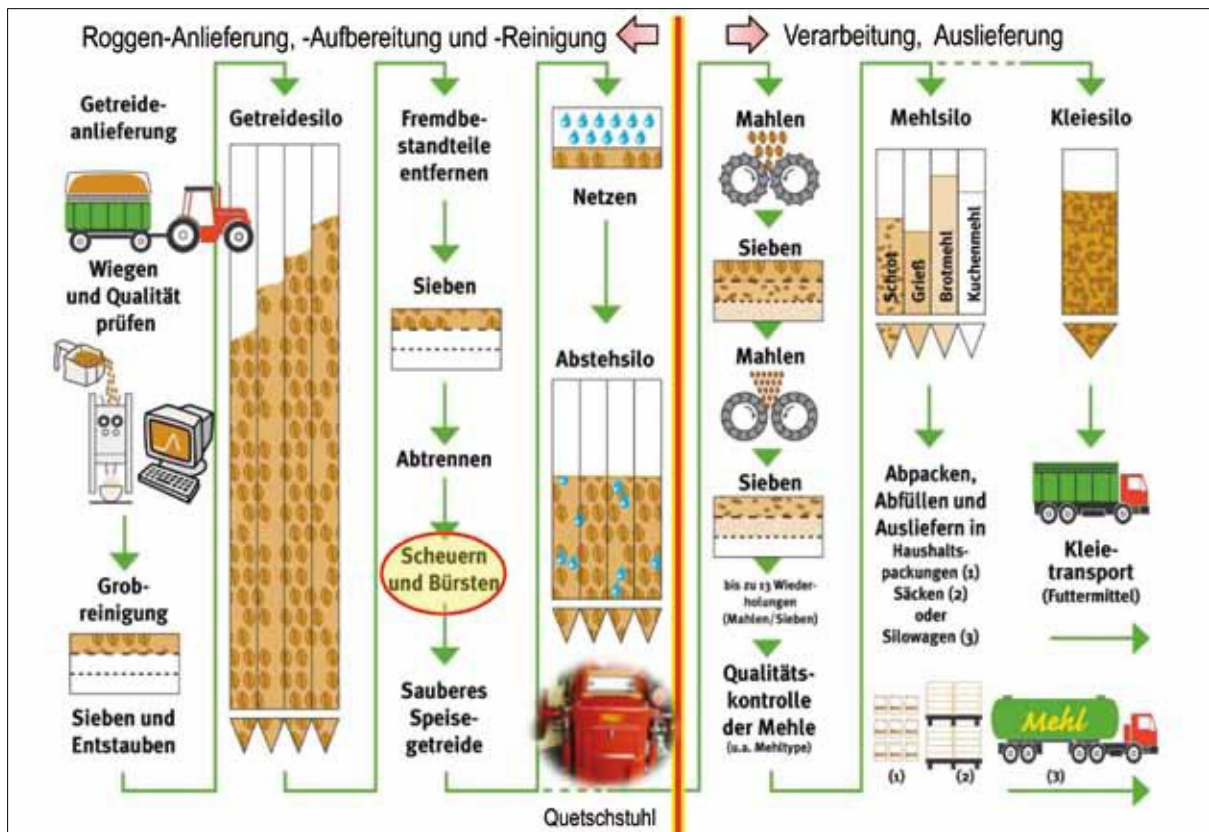 Roggen-Anlieferung, -Aufbereitung und -Reinigung
Verarbeitung, Auslieferung
Getreide-
anlieferung
Wiegen
und Qualität
prüfen
Grob-
reinigung
Sieben und
Entstauben
Getreidesilo
Fremdbe-
standteile
entfernen
Sieben
Abtrennen
Scheuern
und Bürsten
Sauberes
Speise-
getreide
Netzen
Abstehsilo
Quetschstuhl
Mahlen
Sieben
Mahlen
Sieben
bis zu 13 Wieder-
holungen
(Mahlen/Sieben)
Qualitäts-
kontrolle
der Mehle
(u.a. Mehltype)
Mehlsilo
Schrot
Grieß
Brotmehl
Kuchenmehl
Abpacken,
Abfüllen und
Ausliefern in
Haushalts-
packungen (1)
Säcken (2)
oder
Silowagen (3)
(1)
(2)
(3)
Mehl
Kleiesilo
Kleie-
transport
(Futtermittel)